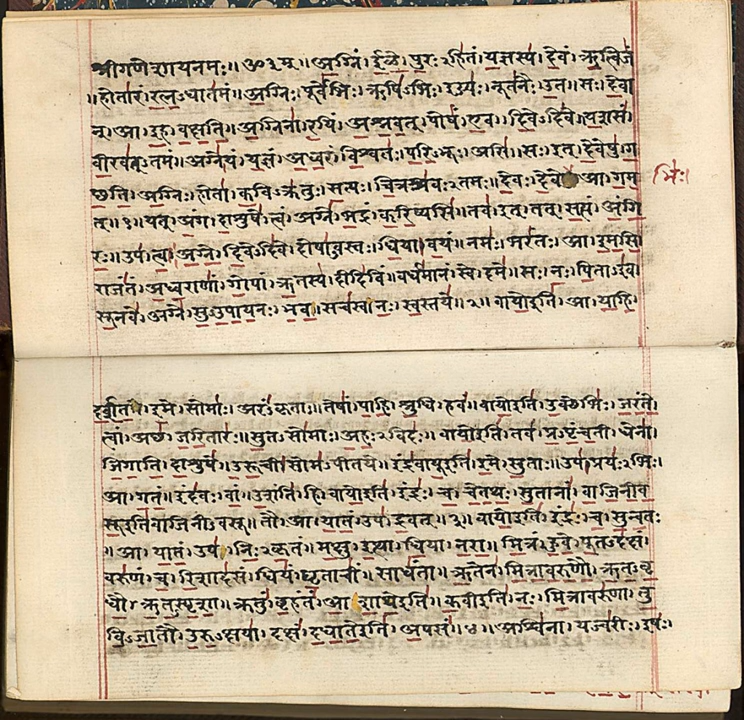 श्रीगणेशायनमः॥ॐ३म्॥अग्निं।ईळे।पुरः२हितं।यज्ञस्य।देवं।ऋत्विजं
॥होतारं।रत्नऽधातमं॥अग्निः।पूर्वेभिः।ऋषिऽभिः।ईड्यः।नूतनैः।उत॥सः।देवा
न्।आ।इह।वक्षति॥अग्निना।रयिं।अश्नवत्।पोषं।एव।दिवेऽदिवे॥यशसं।
वीरवत्ऽतमं॥अग्ने।यं।यज्ञं।अध्वरं।विश्वतः।परिऽभूः।असि॥सः।इत्।देवेषु।ग
च्छति।अग्निः।होता।कविऽक्रतुः।सत्यः।चित्रश्रवः२तमः॥देवः।देवे।आ।गम
भिः।
त्॥१॥यत्।अंग।दाशुषे।त्वं।अग्ने।भद्रं।करिष्यसि॥तव।इत्।तत्।सत्यं।अंगि
रः॥उप।त्वा।अग्ने।दिवेऽदिवे।दोषाऽवस्तः।धिया।वयं॥नमः।भरंतः।आ।इमसि
राजंतं।अध्वराणां।गोपां।ऋतस्य।दीदिविं॥वर्धमानं।स्वे।दमे॥सः।नः।पिताऽइव
सूनवे।अग्ने।सुऽउपायनः।भव॥सचस्व।नः।स्वस्तये॥२॥वायोइति।आ।याहि।
दर्शत।इमे।सोमाः।अरंऽकृताः॥तेषां।पाहि।श्रुधि।हवं॥वायोइति।उक्थेभिः।जरंते।
त्वां।अच्छ।जरितारः॥सुतऽसोमाः।अहःऽविदः॥वायोइति।तव।प्रऽपृंचती।धेना।
जिगाति।दाशुषे॥उरूची।सोमऽपीतये॥इंद्रवायूइति।इमे।सुताः॥उप।प्रयःऽभिः।
आ।गतं॥इंदवः।वां।उशंति।हि॥वायोइति।इंद्रः।च।चेतथः।सुतानां।वाजिनीव
सूइतिवाजिनीऽवसू॥तौ।आ।यातं।उप।द्रवत्॥३॥वायोइति।इंद्रः।च।सुन्वतः
॥आ।यातं।उप।निः२कृतं॥मक्षु।इत्था।धिया।नरा॥मित्रं।हुवे।पूतऽदक्षं।
वरुणं।च।रिशादसं॥धियं।घृताचीं।साधंता॥ऋतेन।मित्रावरुणौ।ऋतऽवृ
धौ।ऋतऽस्पृशा॥क्रतुं।बृहंतं।आशाथेइति॥कवीइति।नः।मित्रावरुणा।तु
विऽजातौ।उरुऽक्षया॥दक्षं।दधातेइति।अपसं॥४॥अश्विना।यज्वरीः।इषः।